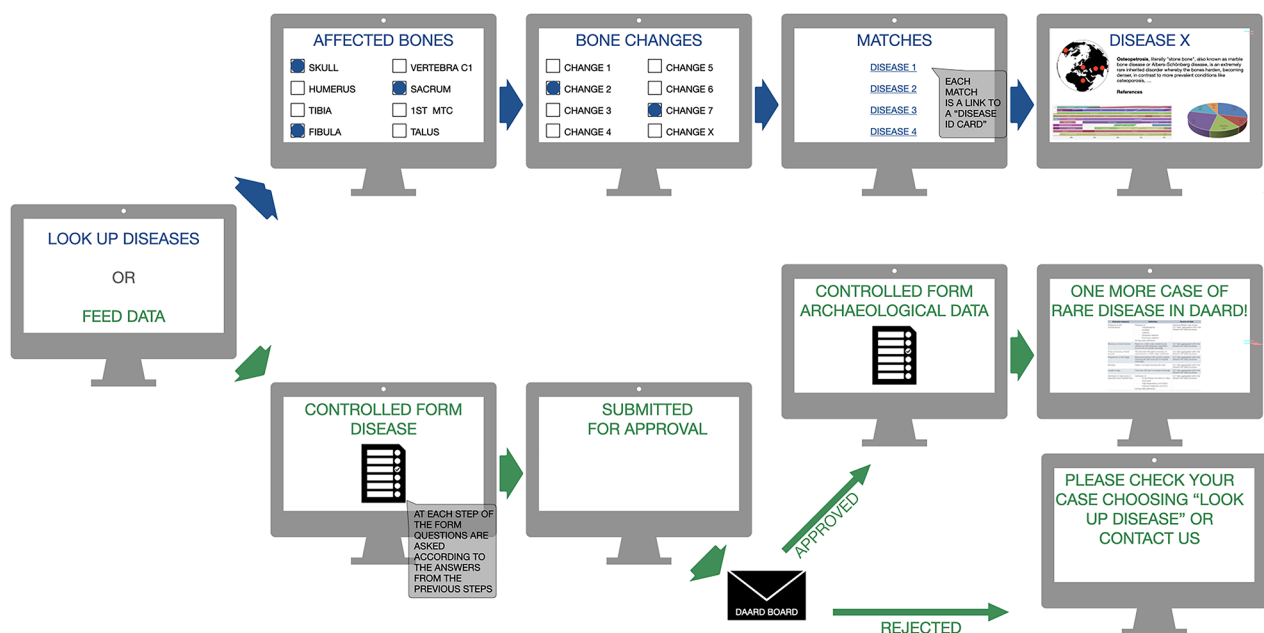 AFFECTED BONES
SKULL
HUMERUS
TIBIA
FIBULA
VERTEBRA C1
SACRUM
1ST MTC
TALUS
BONE CHANGES
CHANGE 1
CHANGE 2
CHANGE 3
CHANGE 4
CHANGE 5
CHANGE 6
CHANGE 7
CHANGE X
MATCHES
DISEASE 1
DISEASE 2
DISEASE 3
DISEASE 4
EACH
MATCH
IS A LINK TO
A “DISEASE
ID CARD”
DISEASE X
Osteopetrosis, literally "stone bone", also known as marble
bone disease or Albers-Schönberg disease, is an extremely
rare inherited disorder whereby the bones harden, becoming
denser, in contrast to more prevalent conditions like
osteoporosis, ...
References
LOOK UP DISEASES
OR
FEED DATA
CONTROLLED FORM
DISEASE
AT EACH STEP OF
THE FORM
QUESTIONS ARE
ASKED
ACCORDING TO
THE ANSWERS
FROM THE
PREVIOUS STEPS
SUBMITTED
FOR APPROVAL
DAARD BOARD
APPROVED
REJECTED
CONTROLLED FORM
ARCHAEOLOGICAL DATA
ONE MORE CASE OF
RARE DISEASE IN DAARD!
PLEASE CHECK YOUR
CASE CHOOSING “LOOK
UP DISEASE” OR
CONTACT US